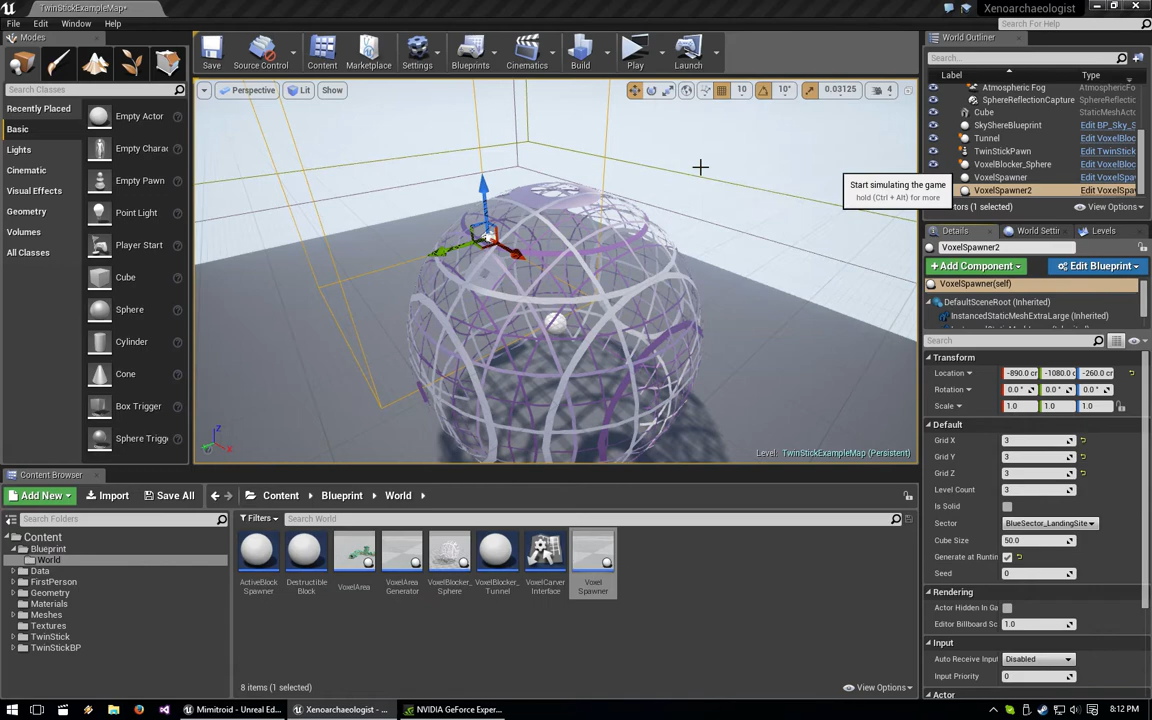 TwinStickExampleMap*
Xenoarchaeologist
File Edit Window Help
Search For Help
Modes
Save
Source Control
Content
Marketplace
Settings
Blueprints
Cinematics
Build
Play
Launch
Search Classes
Recently Placed
Basic
Lights
Cinematic
Visual Effects
Geometry
Volumes
All Classes
Empty Actor
Empty Charac
Empty Pawn
Point Light
Player Start
Cube
Sphere
Cylinder
Cone
Box Trigger
Sphere Trigg
Perspective
Lit
Show
10
10°
0.03125
4
Start simulating the game
hold (Ctrl + Alt) for more
Level: TwinStickExampleMap (Persistent)
World Outliner
Search...
Label Type
Atmospheric Fog AtmosphericFo
SphereReflectionCapture SphereReflectio
Cube StaticMeshActor
SkyShereBlueprint Edit BP_Sky_S
Tunnel Edit VoxelBloc
TwinStickPawn Edit TwinStick
VoxelBlocker_Sphere Edit VoxelBloc
VoxelSpawner Edit VoxelSpa
VoxelSpawner2 Edit VoxelSpa
ctors (1 selected) View Options
Details
World Settir
Levels
VoxelSpawner2
Add Component
Edit Blueprint
VoxelSpawner(self)
DefaultSceneRoot (Inherited)
InstancedStaticMeshExtraLarge (Inherited)
Search
Transform
Location -890.0 cr -1080.0 c -260.0 cr
Rotation 0.0° 0.0° 0.0°
Scale 1.0 1.0 1.0
Default
Grid X 3
Grid Y 3
Grid Z 3
Level Count 3
Is Solid
Sector BlueSector_LandingSite
Cube Size 50.0
Generate at Runtin
Seed 0
Rendering
Actor Hidden In Ga
Editor Billboard Sc 1.0
Input
Auto Receive Input Disabled
Input Priority 0
Actor
Content Browser
Add New
Import
Save All
Content Blueprint World
Search Folders
Filters
Search World
Content
Blueprint
World
Data
FirstPerson
Geometry
Materials
Meshes
Textures
TwinStick
TwinStickBP
ActiveBlock
Spawner
Destructible
Block
VoxelArea
VoxelArea
Generator
VoxelBlocker_
Sphere
VoxelBlocker_
Tunnel
VoxelCarver
Interface
Voxel
Spawner
8 items (1 selected)
View Options
Mimitroid - Unreal Ed...
Xenoarchaeologist - ...
NVIDIA GeForce Exper...
8:12 PM